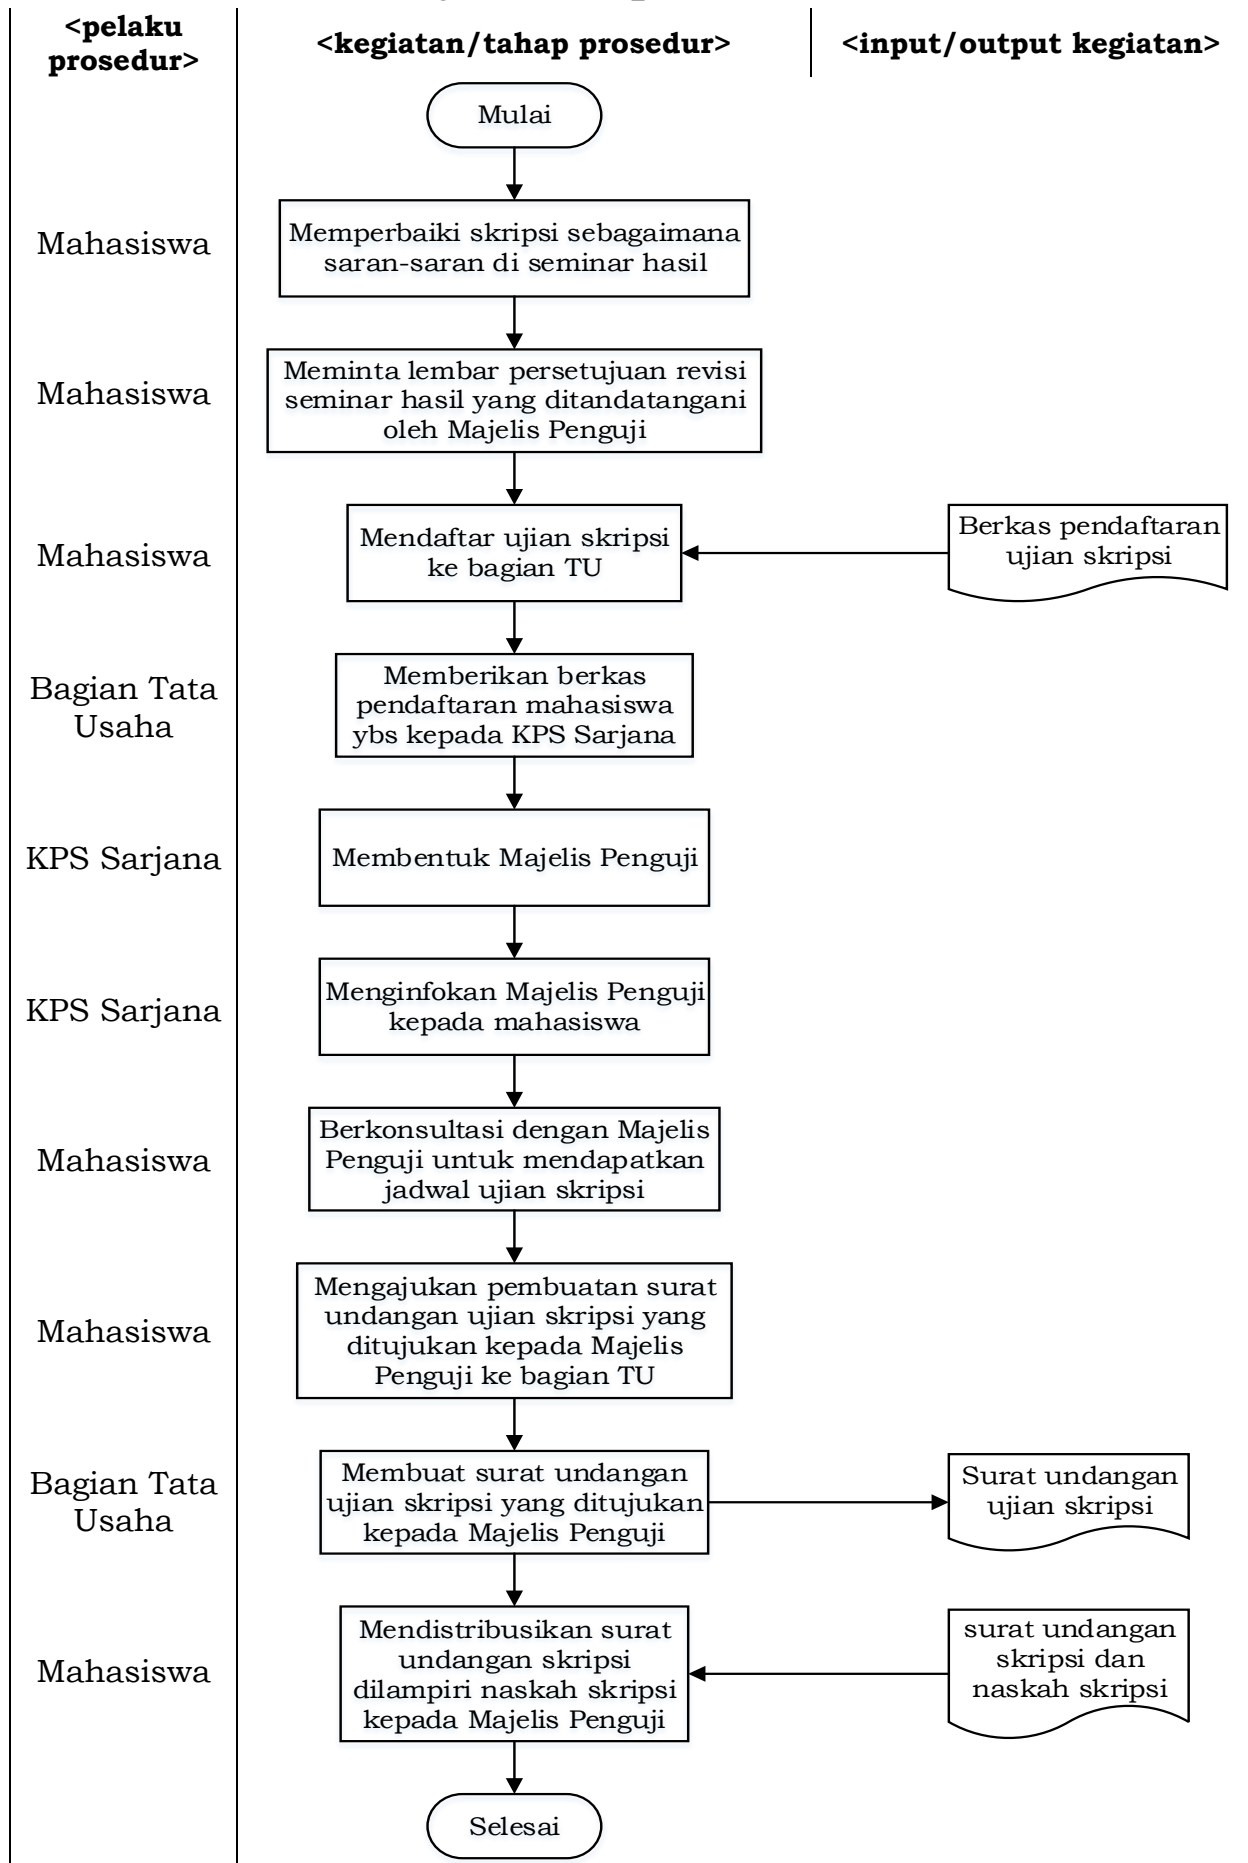 <pelaku
prosedur>
<kegiatan/tahap prosedur>
<input/output kegiatan>
Mulai
Mahasiswa
Memperbaiki skripsi sebagaimana
saran-saran di seminar hasil
Mahasiswa
Meminta lembar persetujuan revisi
seminar hasil yang ditandatangani
oleh Majelis Penguji
Mahasiswa
Mendaftar ujian skripsi
ke bagian TU
Berkas pendaftaran
ujian skripsi
Bagian Tata
Usaha
Memberikan berkas
pendaftaran mahasiswa
ybs kepada KPS Sarjana
KPS Sarjana
Membentuk Majelis Penguji
KPS Sarjana
Menginfokan Majelis Penguji
kepada mahasiswa
Mahasiswa
Berkonsultasi dengan Majelis
Penguji untuk mendapatkan
jadwal ujian skripsi
Mahasiswa
Mengajukan pembuatan surat
undangan ujian skripsi yang
ditujukan kepada Majelis
Penguji ke bagian TU
Bagian Tata
Usaha
Membuat surat undangan
ujian skripsi yang ditujukan
kepada Majelis Penguji
Surat undangan
ujian skripsi
Mahasiswa
Mendistribusikan surat
undangan skripsi
dilampiri naskah skripsi
kepada Majelis Penguji
surat undangan
skripsi dan
naskah skripsi
Selesai